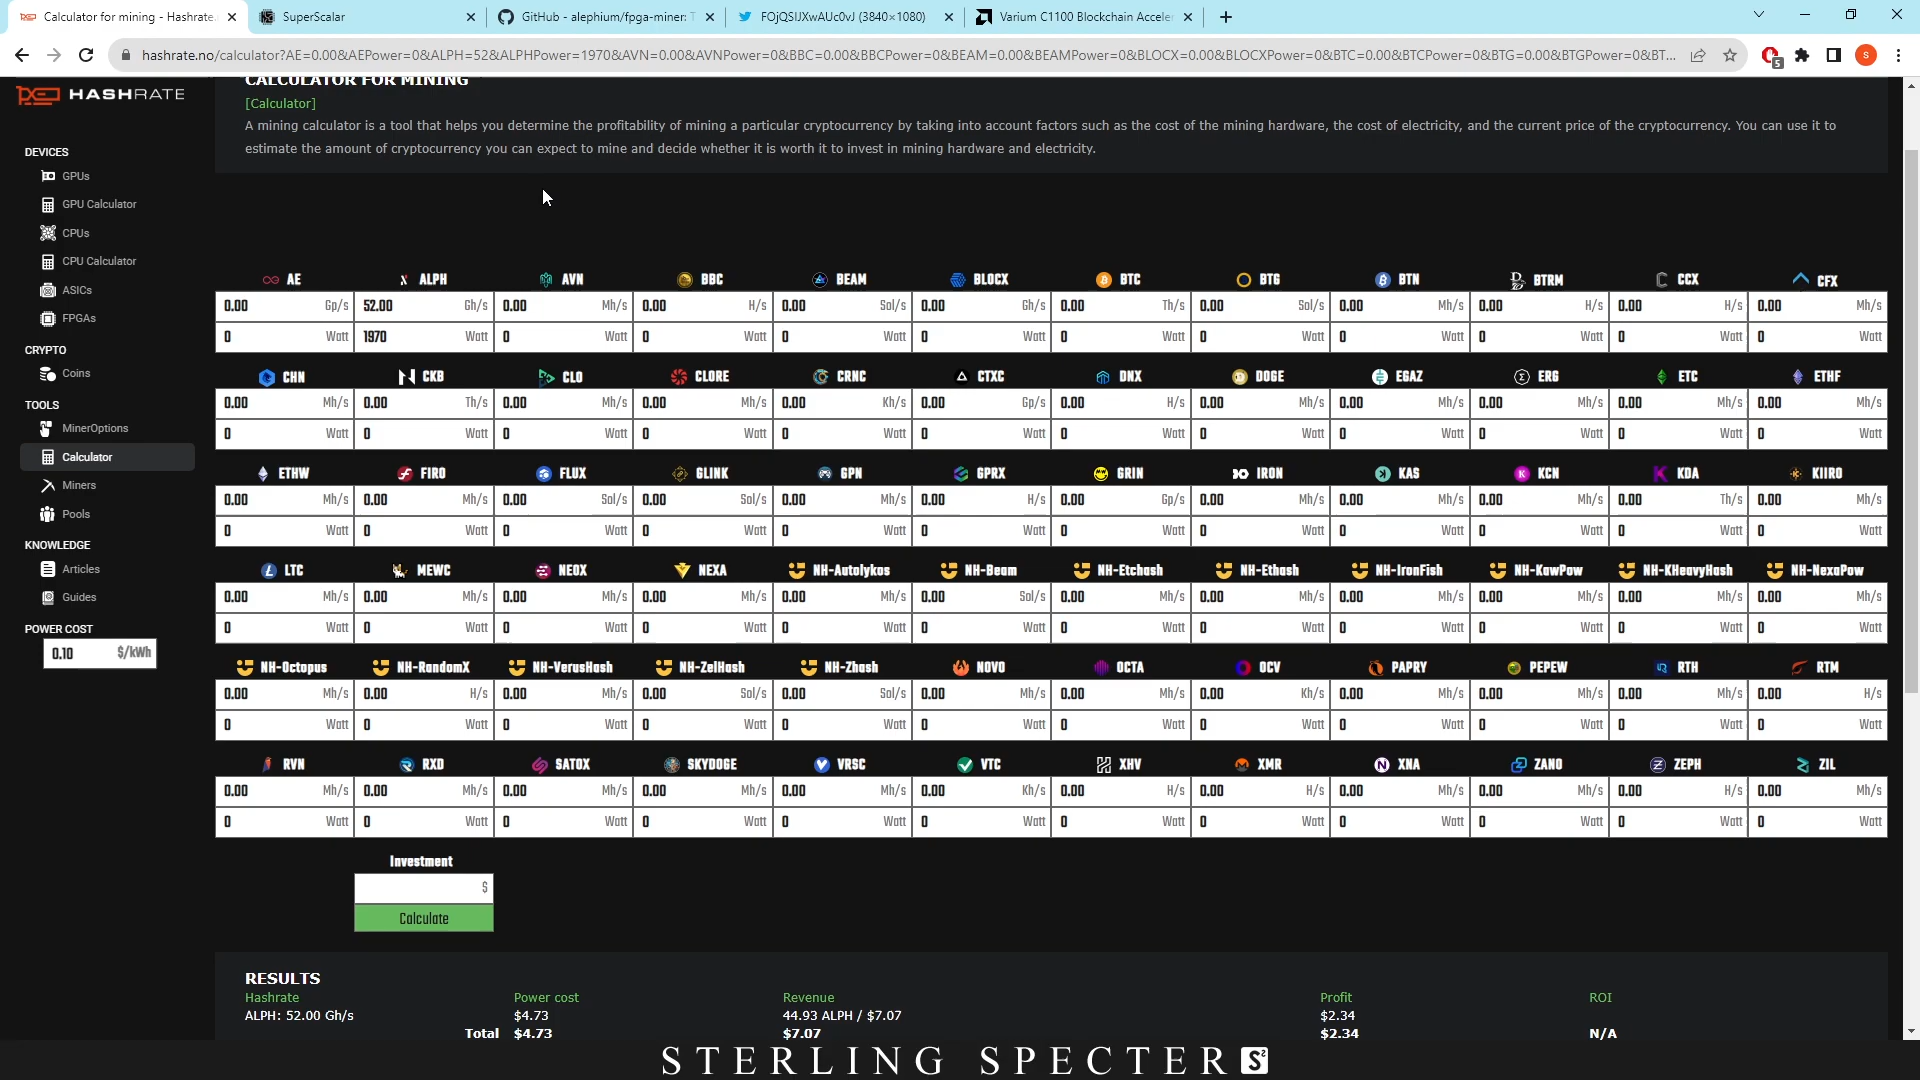 Calculator for mining - Hashrate.
SuperScalar
GitHub - alephium/fpga-miner: T
FOjQSIJXwAUc0vJ (3840×1080)
Varium C1100 Blockchain Acceler
hashrate.no/calculator?AE=0.00&AEPower=0&ALPH=52&ALPHPower=1970&AVN=0.00&AVNPower=0&BBC=0.00&BBCPower=0&BEAM=0.00&BEAMPower=0&BLOCX=0.00&BLOCXPower=0&BTC=0.00&BTCPower=0&BTG=0.00&BTGPower=0&BT...
5
S
HASHRATE
DEVICES
GPUs
GPU Calculator
CPUs
CPU Calculator
ASICs
FPGAs
CRYPTO
Coins
TOOLS
MinerOptions
Calculator
Miners
Pools
KNOWLEDGE
Articles
Guides
POWER COST
0.10 $/kWh
CALCULATOR FOR MINING
[Calculator]
A mining calculator is a tool that helps you determine the profitability of mining a particular cryptocurrency by taking into account factors such as the cost of the mining hardware, the cost of electricity, and the current price of the cryptocurrency. You can use it to
estimate the amount of cryptocurrency you can expect to mine and decide whether it is worth it to invest in mining hardware and electricity.
AE ALPH AVN BBC BEAM BLOCX BTC BTG BTN BTRM CCX CFX
0.00 Gp/s 52.00 Gh/s 0.00 Mh/s 0.00 H/s 0.00 Sol/s 0.00 Gh/s 0.00 Th/s 0.00 Sol/s 0.00 Mh/s 0.00 H/s 0.00 H/s 0.00 Mh/s
0 Watt 1970 Watt 0 Watt 0 Watt 0 Watt 0 Watt 0 Watt 0 Watt 0 Watt 0 Watt 0 Watt 0 Watt
CHN CKB CLO CLORE CRNC CTXC DNX DOGE EGAZ ERG ETC ETHF
0.00 Mh/s 0.00 Th/s 0.00 Mh/s 0.00 Mh/s 0.00 Kh/s 0.00 Gp/s 0.00 H/s 0.00 Mh/s 0.00 Mh/s 0.00 Mh/s 0.00 Mh/s 0.00 Mh/s
0 Watt 0 Watt 0 Watt 0 Watt 0 Watt 0 Watt 0 Watt 0 Watt 0 Watt 0 Watt 0 Watt 0 Watt
ETHW FIRO FLUX GLINK GPN GPRX GRIN IRON KAS KCN KDA KIIRO
0.00 Mh/s 0.00 Mh/s 0.00 Sol/s 0.00 Sol/s 0.00 Mh/s 0.00 H/s 0.00 Gp/s 0.00 Mh/s 0.00 Mh/s 0.00 Mh/s 0.00 Th/s 0.00 Mh/s
0 Watt 0 Watt 0 Watt 0 Watt 0 Watt 0 Watt 0 Watt 0 Watt 0 Watt 0 Watt 0 Watt 0 Watt
LTC MEWC NEOX NEXA NH-Autolykos NH-Beam NH-Etchash NH-Ethash NH-IronFish NH-KawPow NH-KHeavyHash NH-NexaPow
0.00 Mh/s 0.00 Mh/s 0.00 Mh/s 0.00 Mh/s 0.00 Mh/s 0.00 Sol/s 0.00 Mh/s 0.00 Mh/s 0.00 Mh/s 0.00 Mh/s 0.00 Mh/s 0.00 Mh/s
0 Watt 0 Watt 0 Watt 0 Watt 0 Watt 0 Watt 0 Watt 0 Watt 0 Watt 0 Watt 0 Watt 0 Watt
NH-Octopus NH-RandomX NH-VerusHash NH-ZelHash NH-Zhash NOVO OCTA OCV PAPRY PEPEW RTH RTM
0.00 Mh/s 0.00 H/s 0.00 Mh/s 0.00 Sol/s 0.00 Sol/s 0.00 Mh/s 0.00 Mh/s 0.00 Kh/s 0.00 Mh/s 0.00 Mh/s 0.00 Mh/s 0.00 H/s
0 Watt 0 Watt 0 Watt 0 Watt 0 Watt 0 Watt 0 Watt 0 Watt 0 Watt 0 Watt 0 Watt 0 Watt
RVN RXD SATOX SKYDOGE VRSC VTC XHV XMR XNA ZANO ZEPH ZIL
0.00 Mh/s 0.00 Mh/s 0.00 Mh/s 0.00 Mh/s 0.00 Mh/s 0.00 Kh/s 0.00 H/s 0.00 H/s 0.00 Mh/s 0.00 Mh/s 0.00 H/s 0.00 Mh/s
0 Watt 0 Watt 0 Watt 0 Watt 0 Watt 0 Watt 0 Watt 0 Watt 0 Watt 0 Watt 0 Watt 0 Watt
Investment
$
Calculate
RESULTS
Hashrate Power cost Revenue Profit ROI
ALPH: 52.00 Gh/s $4.73 44.93 ALPH / $7.07 $2.34
Total $4.73 $7.07 $2.34 N/A
STERLING SPECTER S²